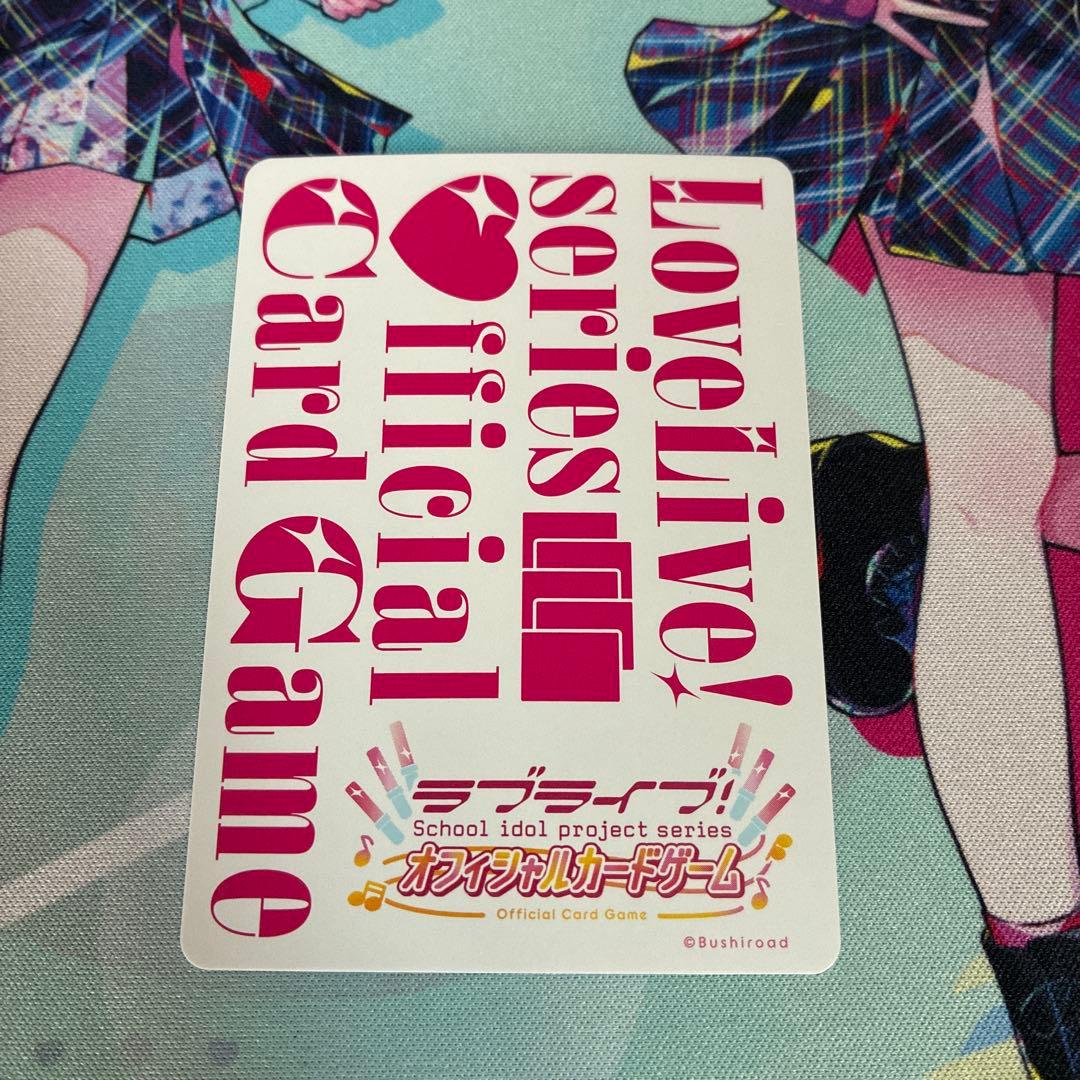 LoveLive!
series
♥fficial
Card Game
ラブライブ!
School idol project series
オフィシャルカードゲーム
Official Card Game
©Bushiroad